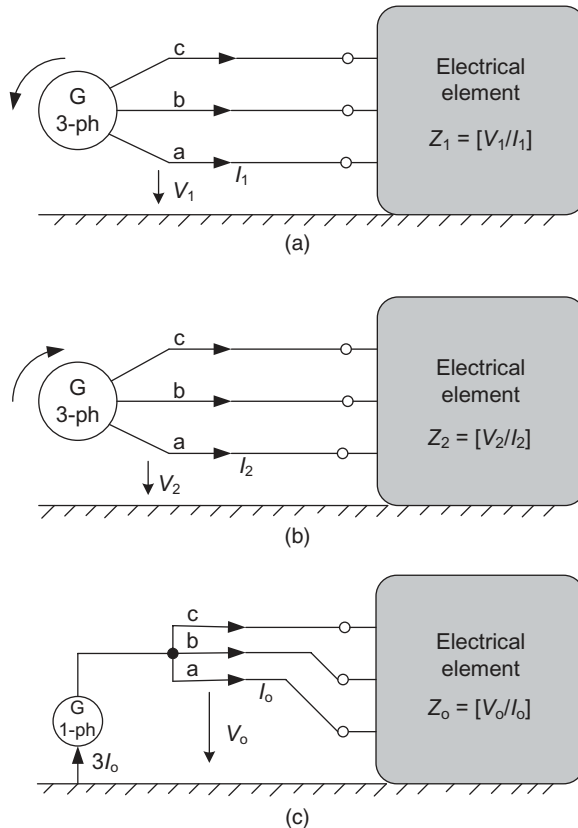 c
G
3-ph
b
a
I₁
V₁
Electrical
element
Z₁ = [V₁/I₁]
(a)
c
G
3-ph
b
a
I₂
V₂
Electrical
element
Z₂ = [V₂/I₂]
(b)
c
b
a
Iₒ
G
1-ph
Vₒ
3Iₒ
Electrical
element
Zₒ = [Vₒ/Iₒ]
(c)